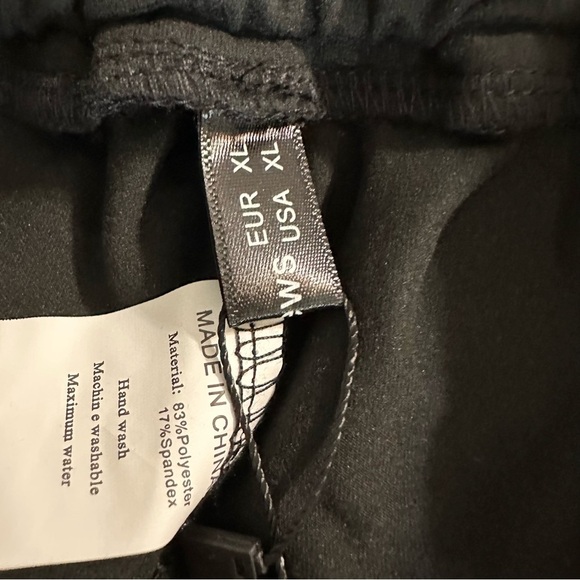 EUR XL
USA XL
WS
MADE IN CHINA
Material: 83%Polyester
17%Spandex
Hand wash
Machin e washable
Maximum water